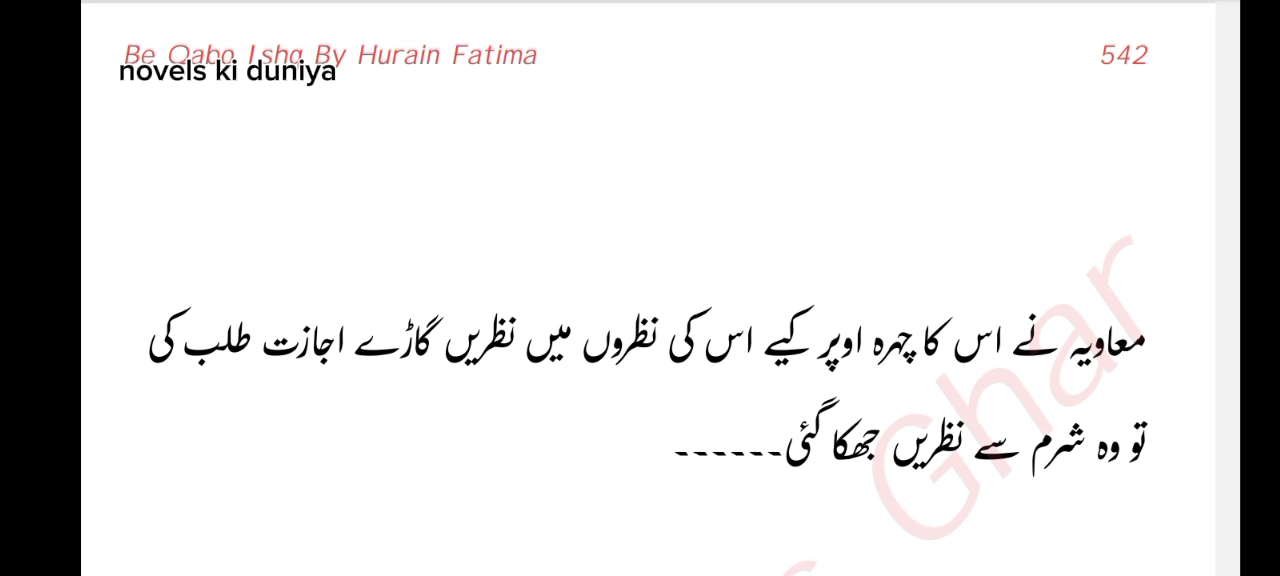 Be Qabo Ishq By Hurain Fatima 542
novels ki duniya
معاویہ نے اس کا چہرہ اوپر کیے اس کی نظروں میں نظریں گاڑے اجازت طلب کی
تو وہ شرم سے نظریں جھکا گئی------
Ghar